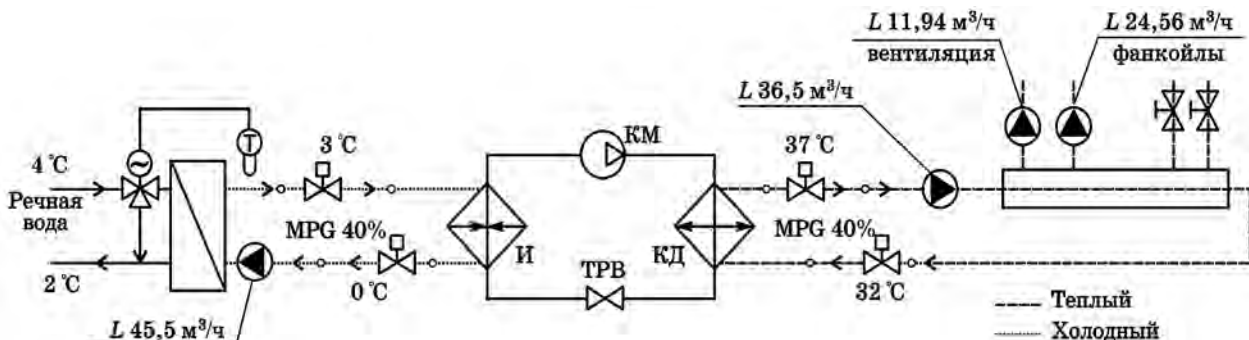 L 11,94 м³/ч
вентиляция
L 24,56 м³/ч
фанкойлы
L 36,5 м³/ч
КМ
T
3 °C
37 °C
4 °C
~
Речная
вода
MPG 40%
И
КД
MPG 40%
ТРВ
2 °C
0 °C
32 °C
L 45,5 м³/ч
Теплый
Холодный